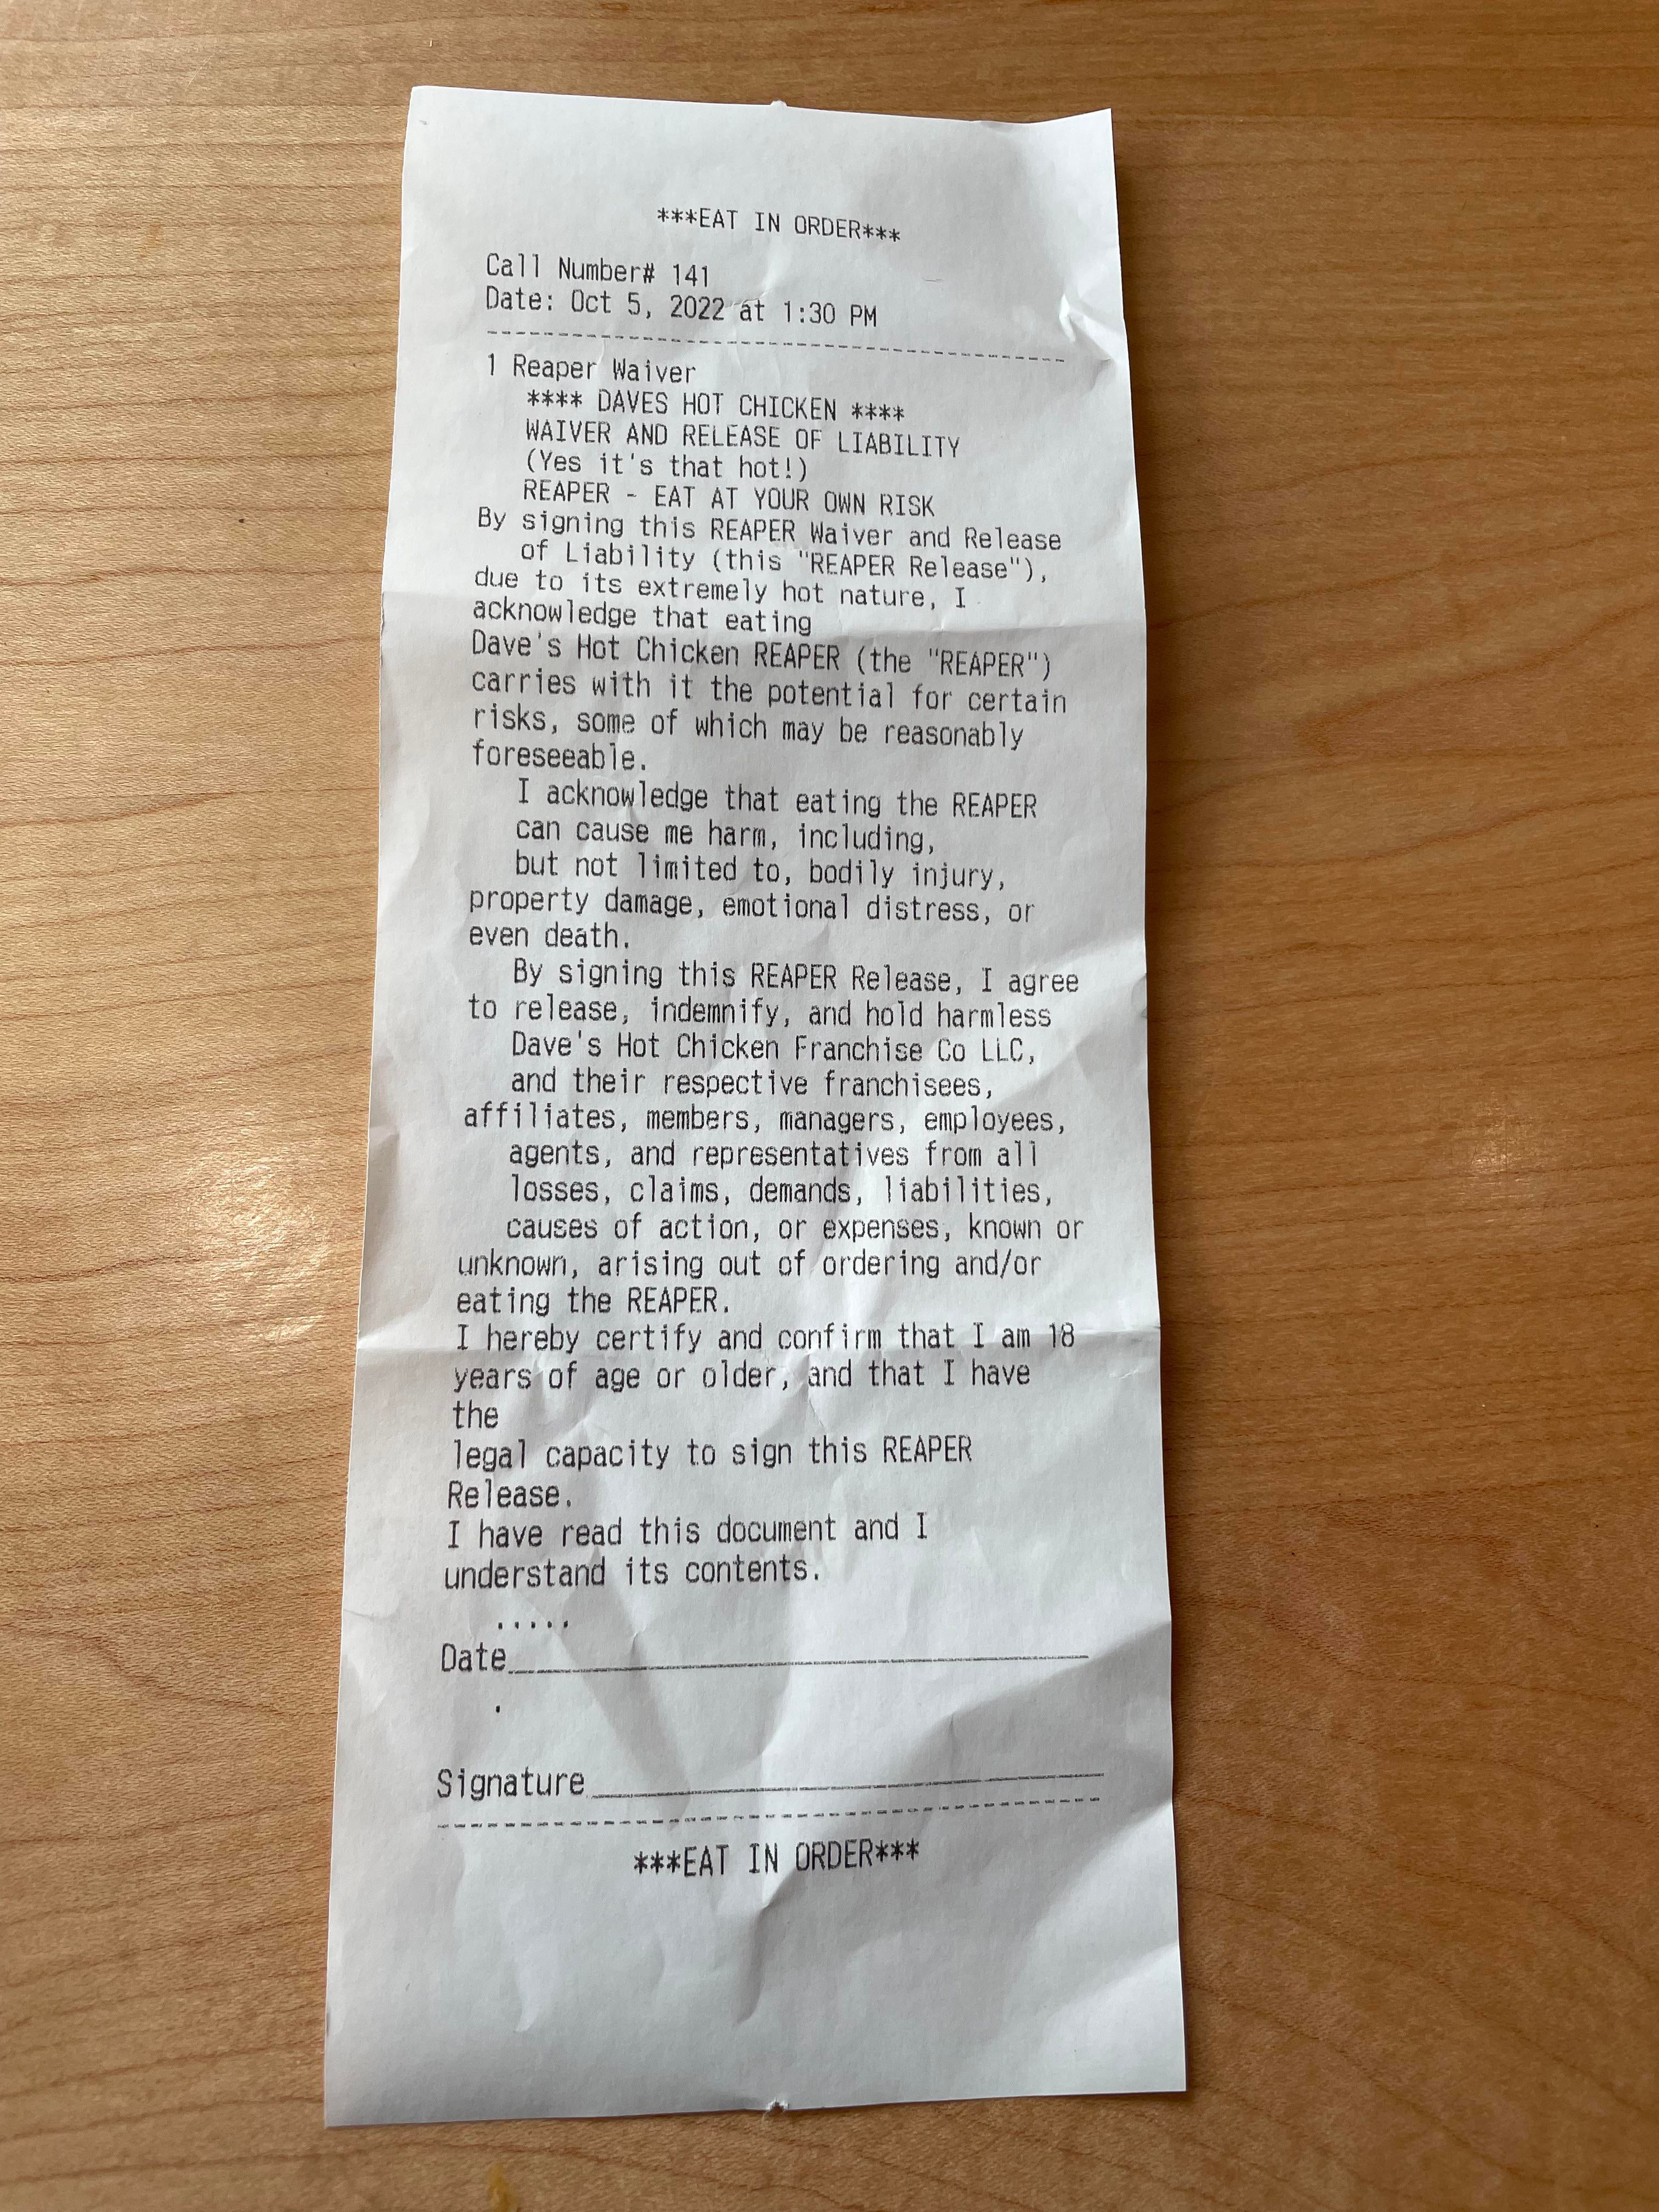 ***EAT IN ORDER***
Call Number# 141
Date: Oct 5, 2022 at 1:30 PM
1 Reaper Waiver
**** DAVES HOT CHICKEN ****
WAIVER AND RELEASE OF LIABILITY
(Yes it's that hot!)
REAPER - EAT AT YOUR OWN RISK
By signing this REAPER Waiver and Release
of Liability (this "REAPER Release"),
due to its extremely hot nature, I
acknowledge that eating
Dave's Hot Chicken REAPER (the "REAPER")
carries with it the potential for certain
risks, some of which may be reasonably
foreseeable.
I acknowledge that eating the REAPER
can cause me harm, including,
but not limited to, bodily injury,
property damage, emotional distress, or
even death.
By signing this REAPER Release, I agree
to release, indemnify, and hold harmless
Dave's Hot Chicken Franchise Co LLC,
and their respective franchisees,
affiliates, members, managers, employees,
agents, and representatives from all
losses, claims, demands, liabilities,
causes of action, or expenses, known or
unknown, arising out of ordering and/or
eating the REAPER.
I hereby certify and confirm that I am 18
years of age or older, and that I have
the
legal capacity to sign this REAPER
Release.
I have read this document and I
understand its contents.
.....
Date
.
Signature
***EAT IN ORDER***